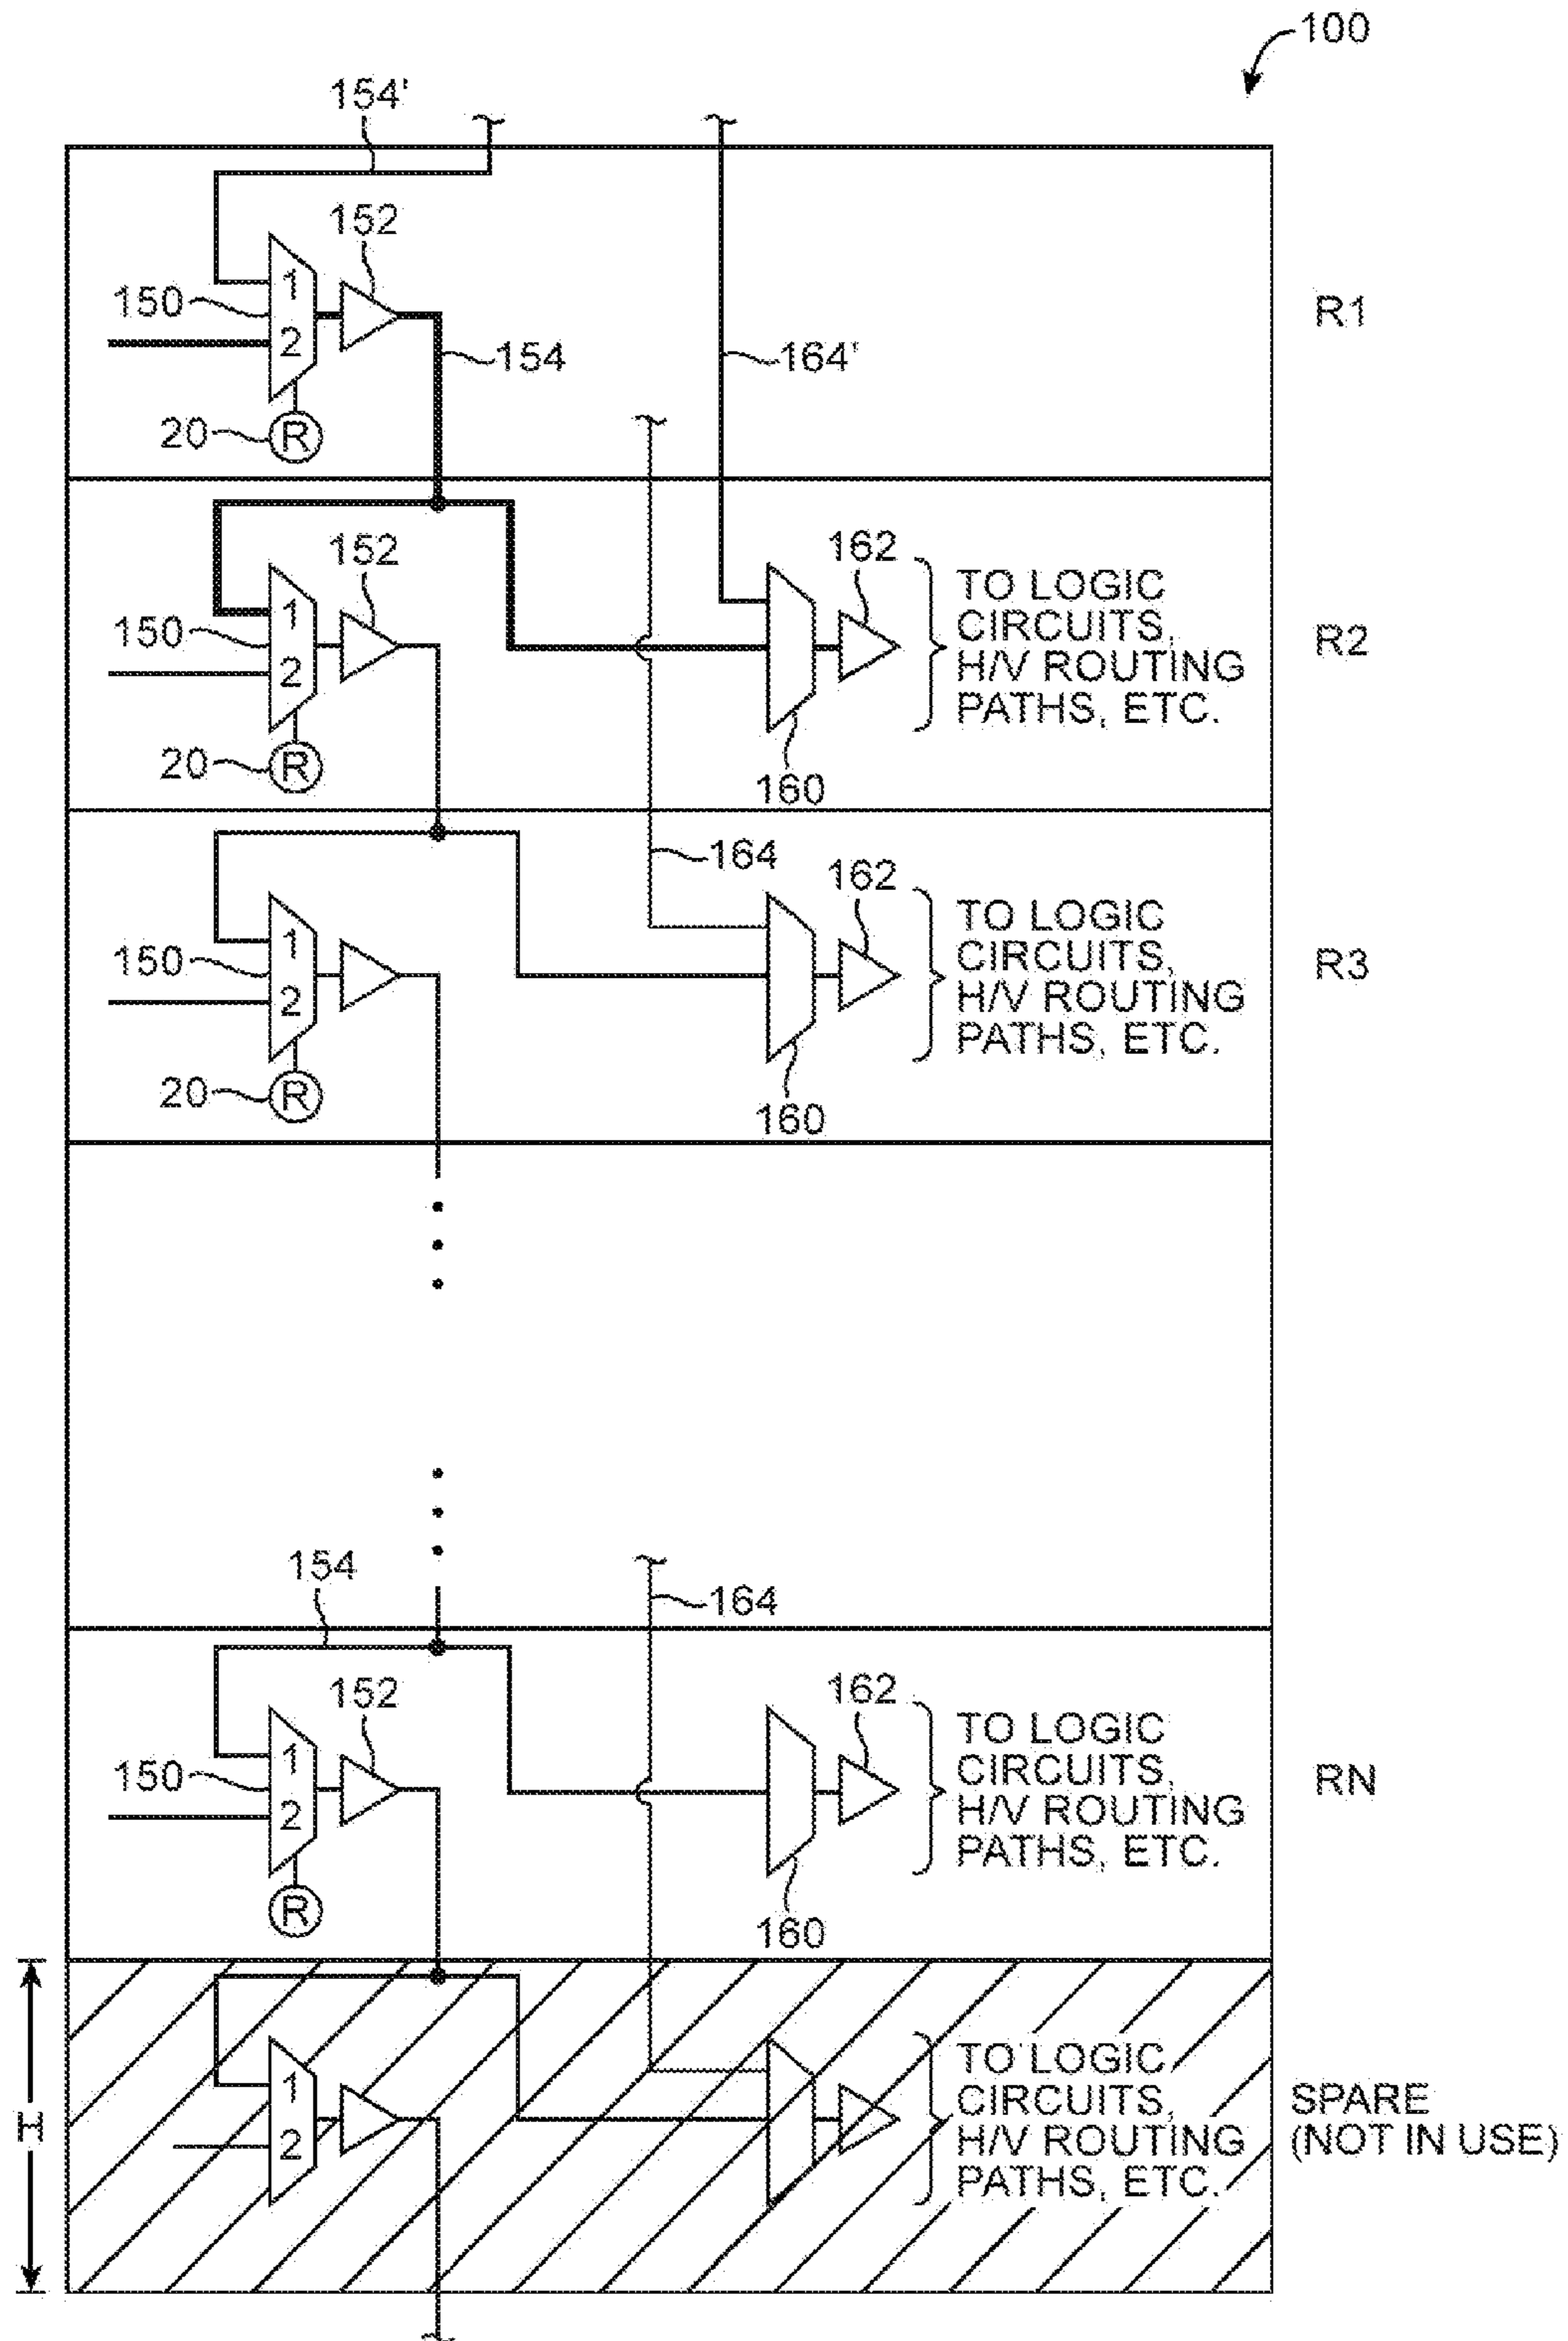 100
154'
152
150
1
2
154
164'
20
R
R1
152
162
150
1
2
TO LOGIC
CIRCUITS,
H/V ROUTING
PATHS, ETC.
R2
20
R
160
164
162
150
1
2
TO LOGIC
CIRCUITS,
H/V ROUTING
PATHS, ETC.
R3
20
R
160
154
164
152
162
150
1
2
TO LOGIC
CIRCUITS,
H/V ROUTING
PATHS, ETC.
RN
R
160
H
1
2
TO LOGIC
CIRCUITS,
H/V ROUTING
PATHS, ETC.
SPARE
(NOT IN USE)